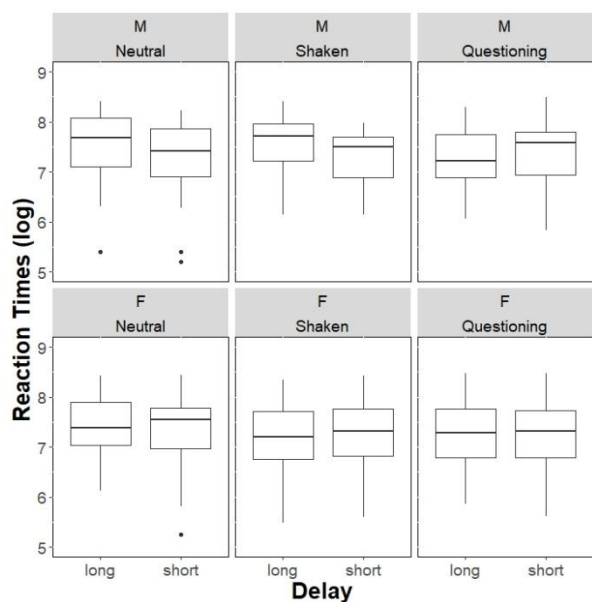 M
M
M
Neutral
Shaken
Questioning
9
8
7
6
5
F
F
F
Neutral
Shaken
Questioning
9
8
7
6
5
Reaction Times (log)
long
short
long
short
long
short
Delay